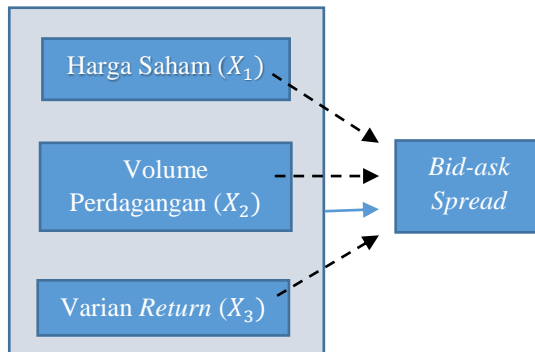 Harga Saham (X₁)
Volume
Perdagangan (X₂)
Bid-ask
Spread
Varian Return (X₃)